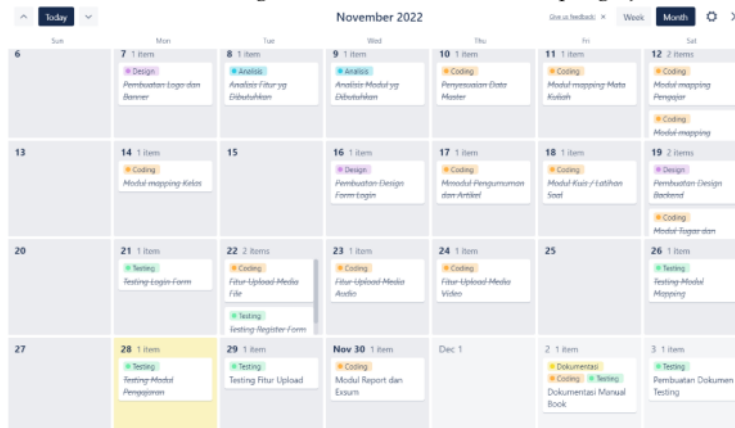 Today
November 2022
Give us feedback
Week
Month
Sun Mon Tue Wed Thu Fri Sat
6
7 1 item
Design
Pembuatan Logo dan
Banner
8 1 item
Analisis
Analisis Fitur yg
Dibutuhkan
9 1 item
Analisis
Analisis Modul yg
Dibutuhkan
10 1 item
Coding
Penyesuaian Data
Master
11 1 item
Coding
Modul mapping Mata
Kuliah
12 2 items
Coding
Modul mapping
Pengajar
Coding
Modul mapping
13
14 1 item
Coding
Modul mapping Kelas
15
16 1 item
Design
Pembuatan Design
Form Login
17 1 item
Coding
Mmodul Pengumuman
dan Artikel
18 1 item
Coding
Modul Kuis / Latihan
Soal
19 2 items
Design
Pembuatan Design
Backend
Coding
Modul Tugas dan
20
21 1 item
Testing
Testing Login Form
22 2 items
Coding
Fitur Upload Media
File
Testing
Testing Register Form
23 1 item
Coding
Fitur Upload Media
Audio
24 1 item
Coding
Fitur Upload Media
Video
25
26 1 item
Testing
Testing Modul
Mapping
27
28 1 item
Testing
Testing Modul
Pengajaran
29 1 item
Testing
Testing Fitur Upload
Nov 30 1 item
Coding
Modul Report dan
Exsum
Dec 1
2 1 item
Dokumentasi
Coding Testing
Dokumentasi Manual
Book
3 1 item
Testing
Pembuatan Dokumen
Testing